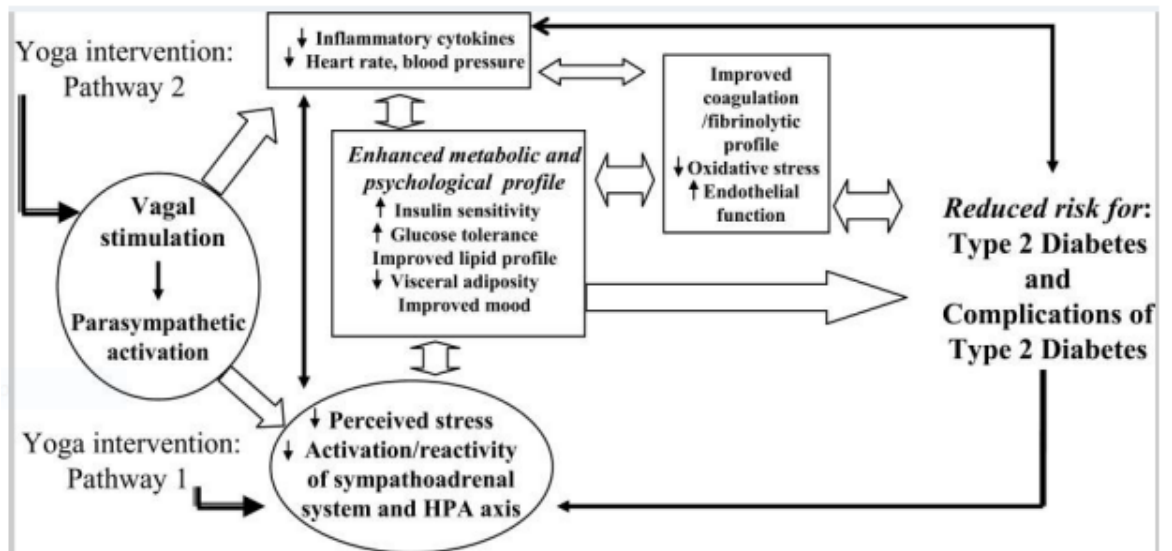 Yoga intervention:
Pathway 2
↓ Inflammatory cytokines
↓ Heart rate, blood pressure
Improved
coagulation
/fibrinolytic
profile
↓ Oxidative stress
↑ Endothelial
function
Enhanced metabolic and
psychological profile
↑ Insulin sensitivity
↑ Glucose tolerance
Improved lipid profile
↓ Visceral adiposity
Improved mood
Vagal
stimulation
Parasympathetic
activation
Reduced risk for:
Type 2 Diabetes
and
Complications of
Type 2 Diabetes
Yoga intervention:
Pathway 1
↓ Perceived stress
↓ Activation/reactivity
of sympathoadrenal
system and HPA axis